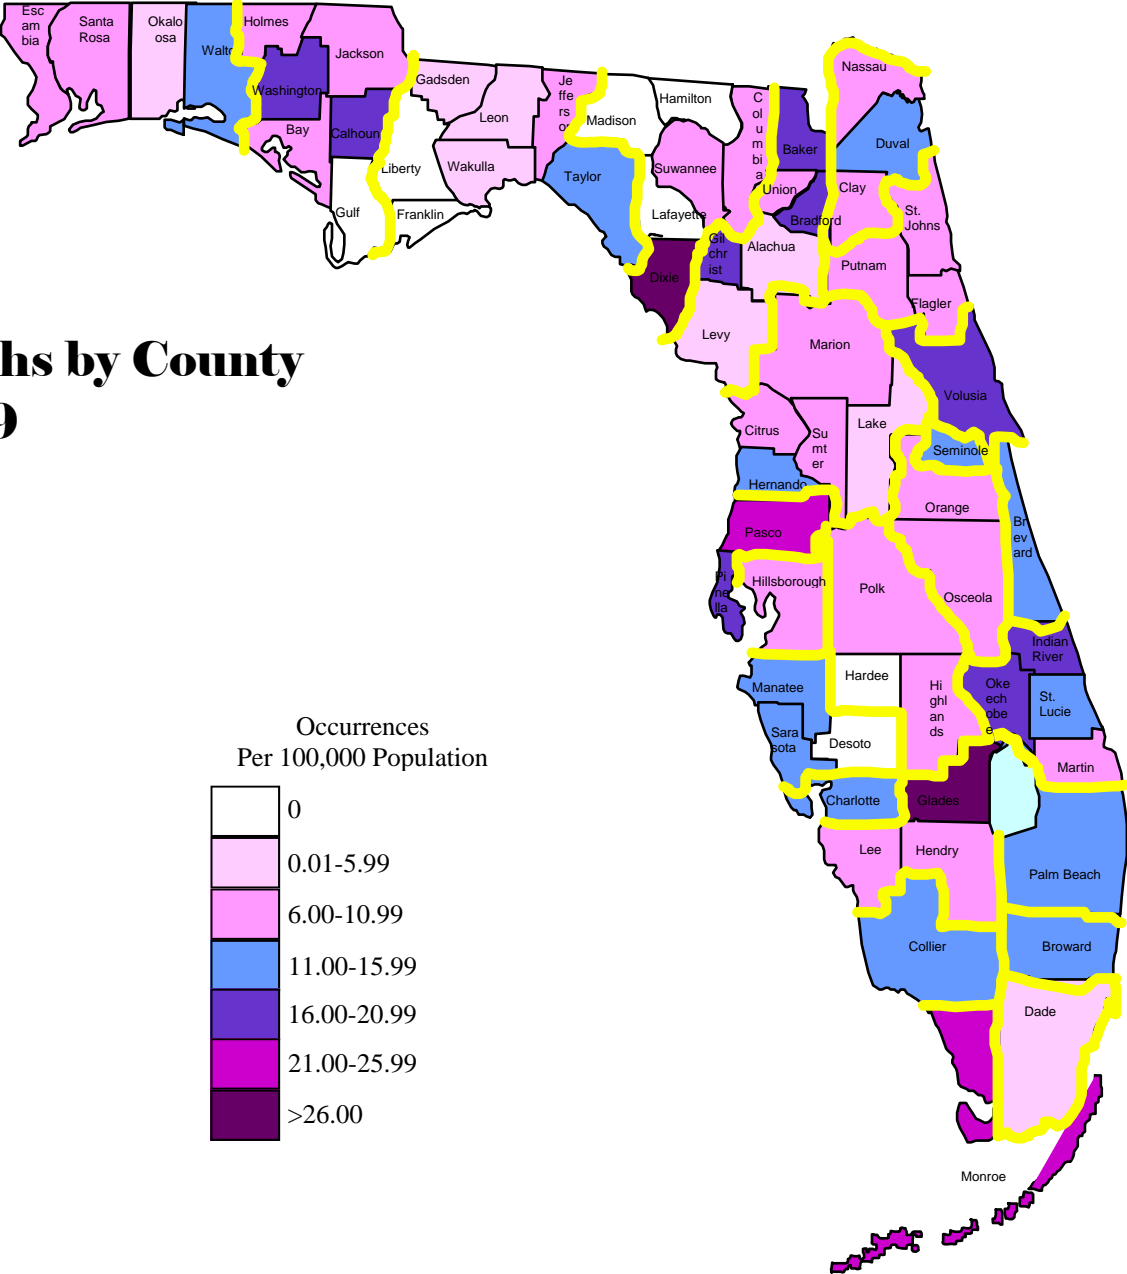 Esc
am
bia
Santa
Rosa
Okalo
osa
Walto
Holmes
Jackson
Washington
Bay
Calhoun
Gulf
Liberty
Gadsden
Leon
Wakulla
Franklin
Je
ffe
rs
on
Madison
Taylor
Hamilton
Suwannee
Lafayette
Dixie
C
ol
u
m
bi
a
Baker
Union
Bradford
Gil
chr
ist
Alachua
Levy
Nassau
Duval
Clay
St.
Johns
Putnam
Flagler
Marion
Volusia
Citrus
Su
mt
er
Lake
Seminole
Hernando
Orange
Pasco
Br
ev
ard
Pi
ne
lla
Hillsborough
Polk
Osceola
Indian
River
Manatee
Hardee
Hi
ghl
an
ds
Oke
ech
obe
e
St.
Lucie
Sara
sota
Desoto
Martin
Charlotte
Glades
Lee
Hendry
Palm Beach
Collier
Broward
Dade
Monroe
hs by County
9
Occurrences
Per 100,000 Population
0
0.01-5.99
6.00-10.99
11.00-15.99
16.00-20.99
21.00-25.99
>26.00